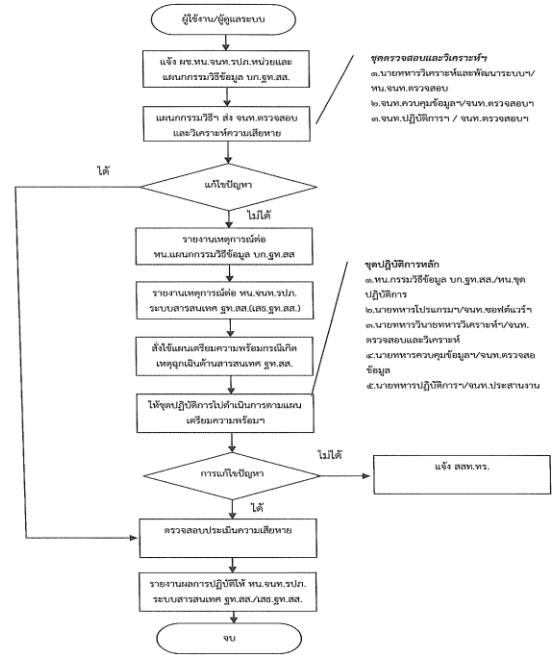 ผู้ใช้งาน/ผู้ดูแลระบบ
แจ้ง ผช.หน.จนท.รปภ.หน่วยและ
แผนกกรรมวิธีข้อมูล บก.ฐท.สส.
ชุดตรวจสอบและวิเคราะห์ฯ
๑.นายทหารวิเคราะห์และพัฒนาระบบฯ/
หน.จนท.ตรวจสอบ
๒.จนท.ควบคุมข้อมูลฯ/จนท.ตรวจสอบฯ
๓.จนท.ปฏิบัติการฯ / จนท.ตรวจสอบฯ
แผนกกรรมวิธีฯ ส่ง จนท.ตรวจสอบ
และวิเคราะห์ความเสียหาย
ได้
แก้ไขปัญหา
ไม่ได้
รายงานเหตุการณ์ต่อ
หน.แผนกกรรมวิธีข้อมูล บก.ฐท.สส
รายงานเหตุการณ์ต่อ หน.จนท.รปภ.
ระบบสารสนเทศ ฐท.สส.(เสธ.ฐท.สส.)
สั่งใช้แผนเตรียมความพร้อมกรณีเกิด
เหตุฉุกเฉินด้านสารสนเทศ ฐท.สส.
ให้ชุดปฏิบัติการไปดำเนินการตามแผน
เตรียมความพร้อมฯ
ชุดปฏิบัติการหลัก
๑.หน.กรรมวิธีข้อมูล บก.ฐท.สส./หน.ชุด
ปฏิบัติการ
๒.นายทหารโปรแกรมฯ/จนท.ซอฟต์แวร์ฯ
๓.นายทหารวินายทหารวิเคราะห์ฯ/จนท.
ตรวจสอบและวิเคราะห์
๔.นายทหารควบคุมข้อมูลฯ/จนท.ตรวจสอ
ข้อมูล
๕.นายทหารปฏิบัติการฯ/จนท.ประสานงาน
การแก้ไขปัญหา
ไม่ได้
แจ้ง สสท.ทร.
ได้
ตรวจสอบประเมินความเสียหาย
รายงานผลการปฏิบัติให้ หน.จนท.รปภ.
ระบบสารสนเทศ ฐท.สส./เสธ.ฐท.สส.
จบ